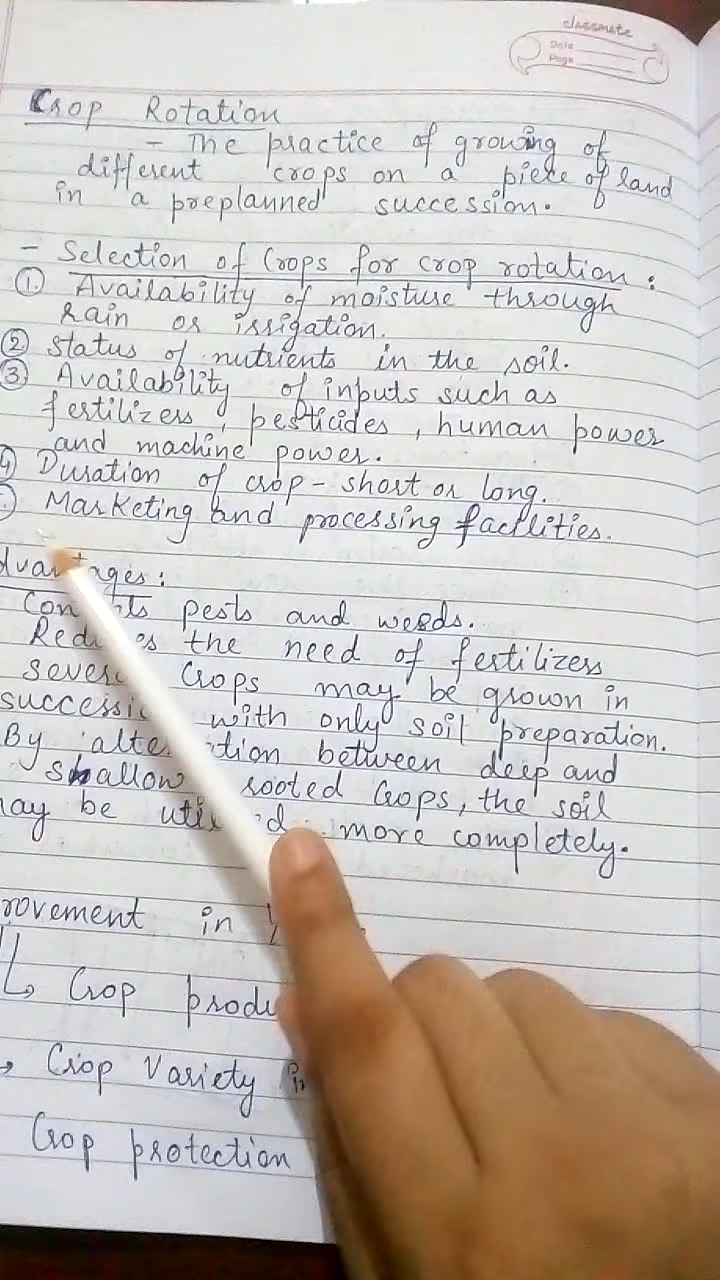 classmate
Date
Page
Crop Rotation
- The practice of growing of
different crops on a piece of land
in a preplanned succession.
- Selection of Crops for crop rotation:
① Availability of moisture through
rain or irrigation.
② Status of nutrients in the soil.
③ Availability of inputs such as
fertilizers, pesticides, human power
and machine power.
④ Duration of crop - short or long.
Marketing and processing facilities.
dvantages:
pests and weeds.
the need of fertilizers
Crops may be grown in
with only soil preparation.
By between deep and
shallow rooted Crops, the soil
may be more completely.
rovement in
↳ Crop
→ Crop Variety
Crop protection